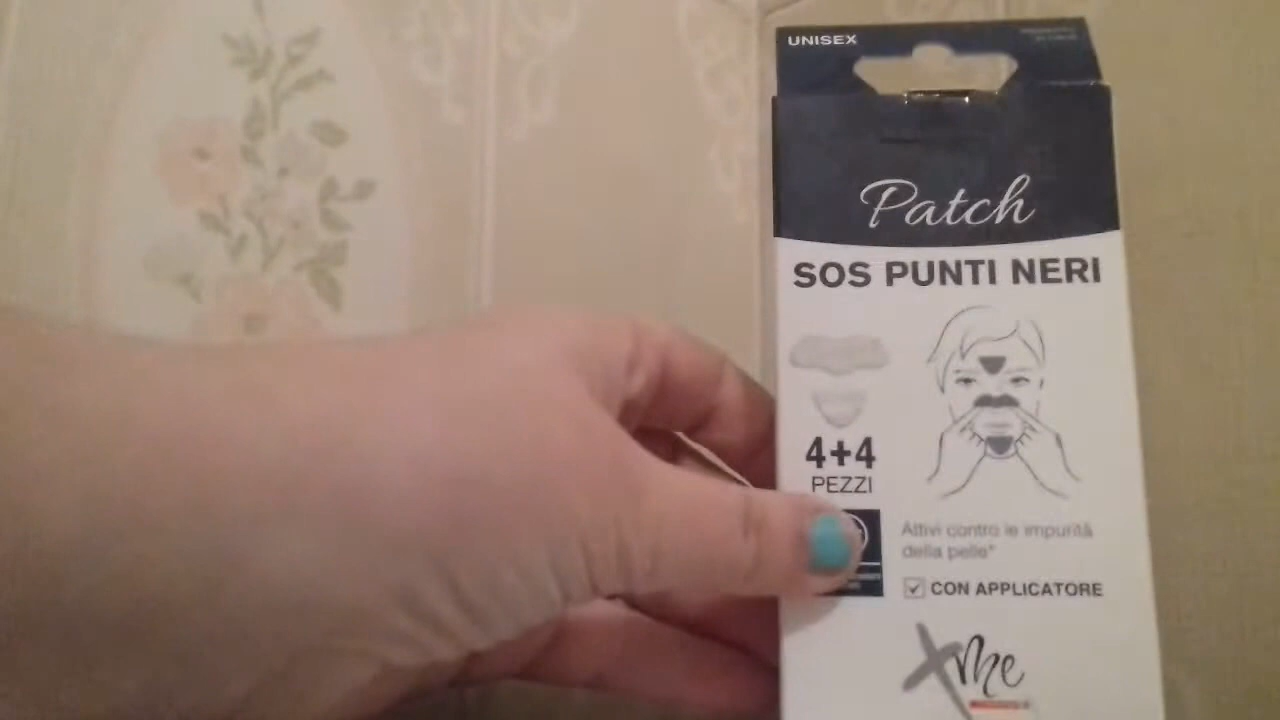 UNISEX
Patch
SOS PUNTI NERI
4+4
PEZZI
Attivi contro le impurità
della pelle*
CON APPLICATORE
Xme